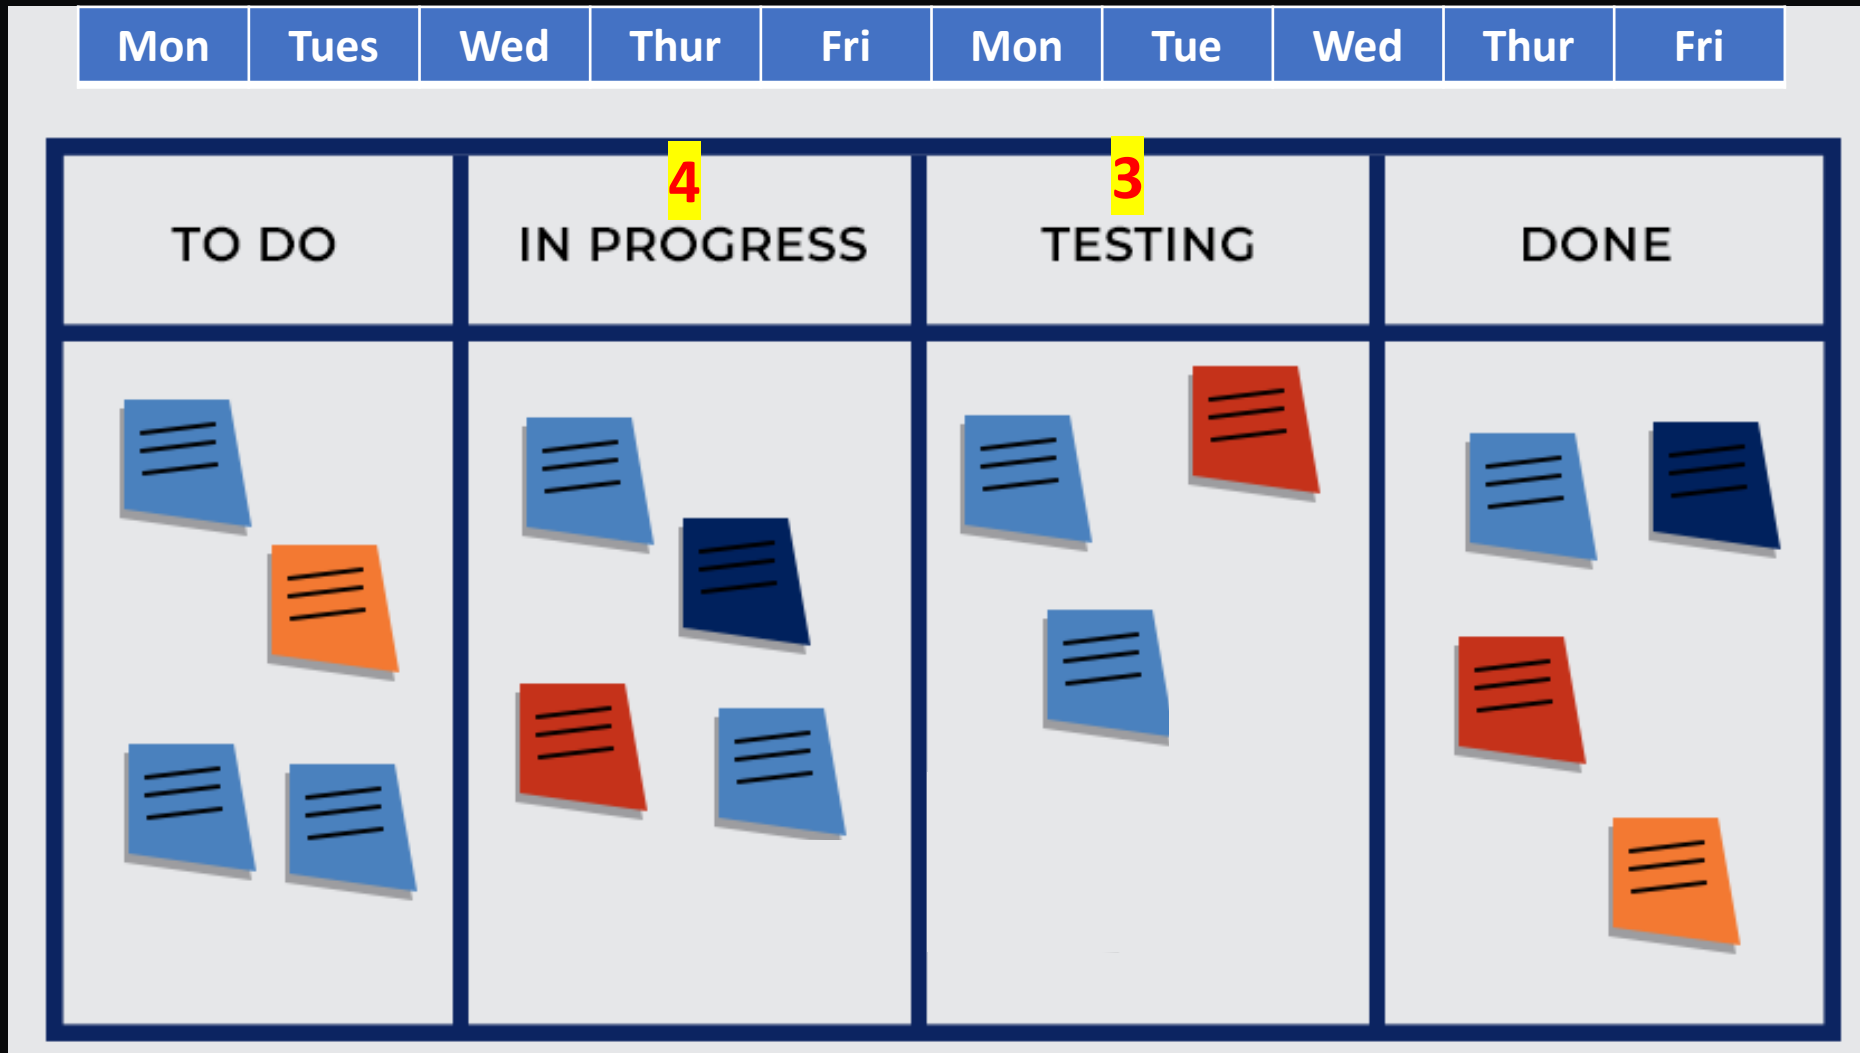 Mon Tues Wed Thur Fri Mon Tue Wed Thur Fri
4 3
TO DO IN PROGRESS TESTING DONE